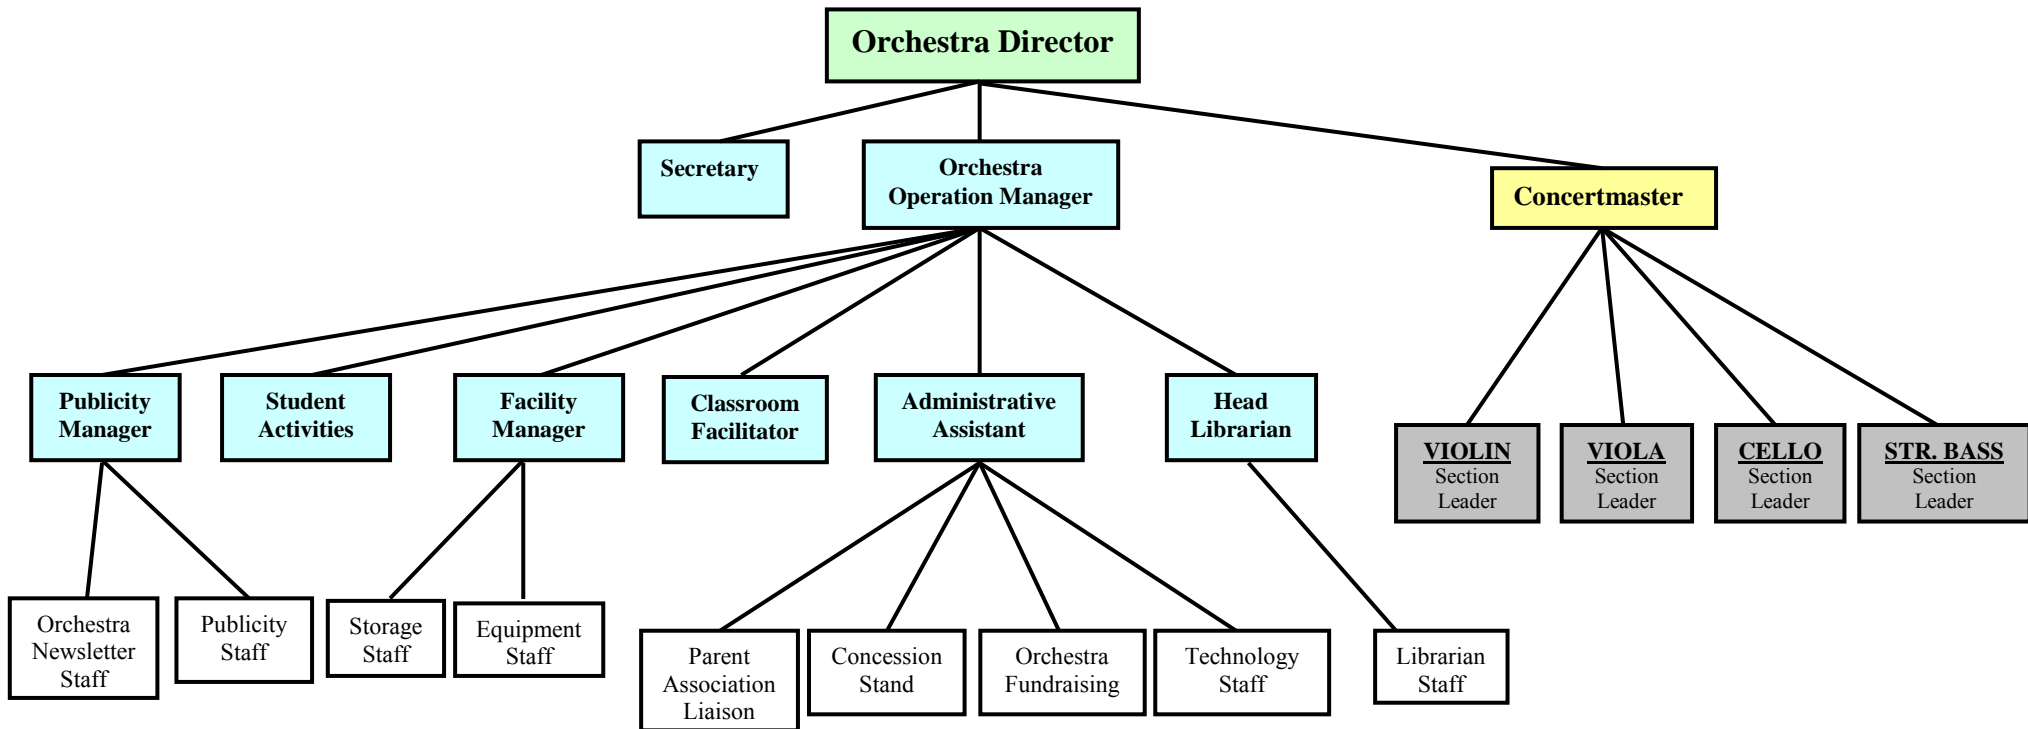 Orchestra Director
Secretary
Orchestra
Operation Manager
Concertmaster
Publicity
Manager
Student
Activities
Facility
Manager
Classroom
Facilitator
Administrative
Assistant
Head
Librarian
VIOLIN
Section
Leader
VIOLA
Section
Leader
CELLO
Section
Leader
STR. BASS
Section
Leader
Orchestra
Newsletter
Staff
Publicity
Staff
Storage
Staff
Equipment
Staff
Parent
Association
Liaison
Concession
Stand
Orchestra
Fundraising
Technology
Staff
Librarian
Staff